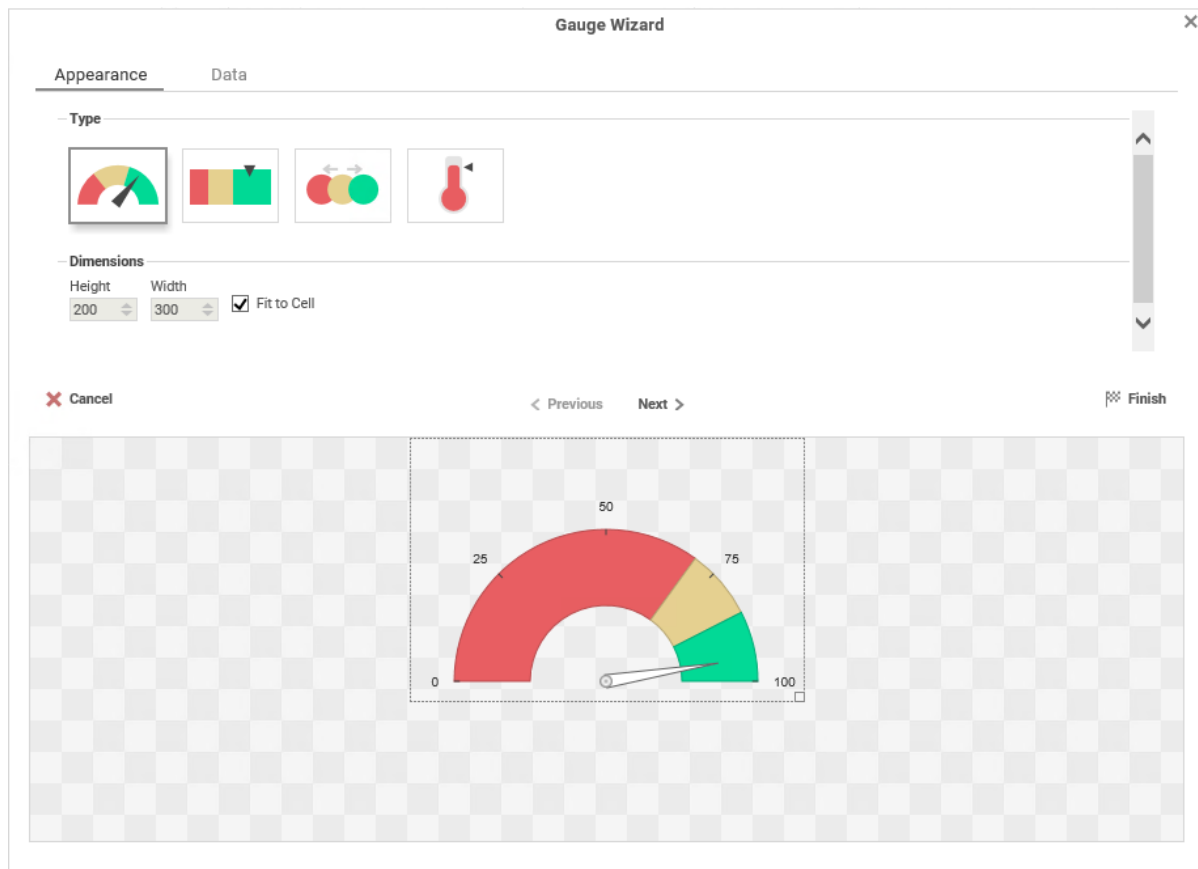 Gauge Wizard
Appearance Data
Type
Dimensions
Height Width
200 300 Fit to Cell
Cancel Previous Next Finish
50
25 75
0 100